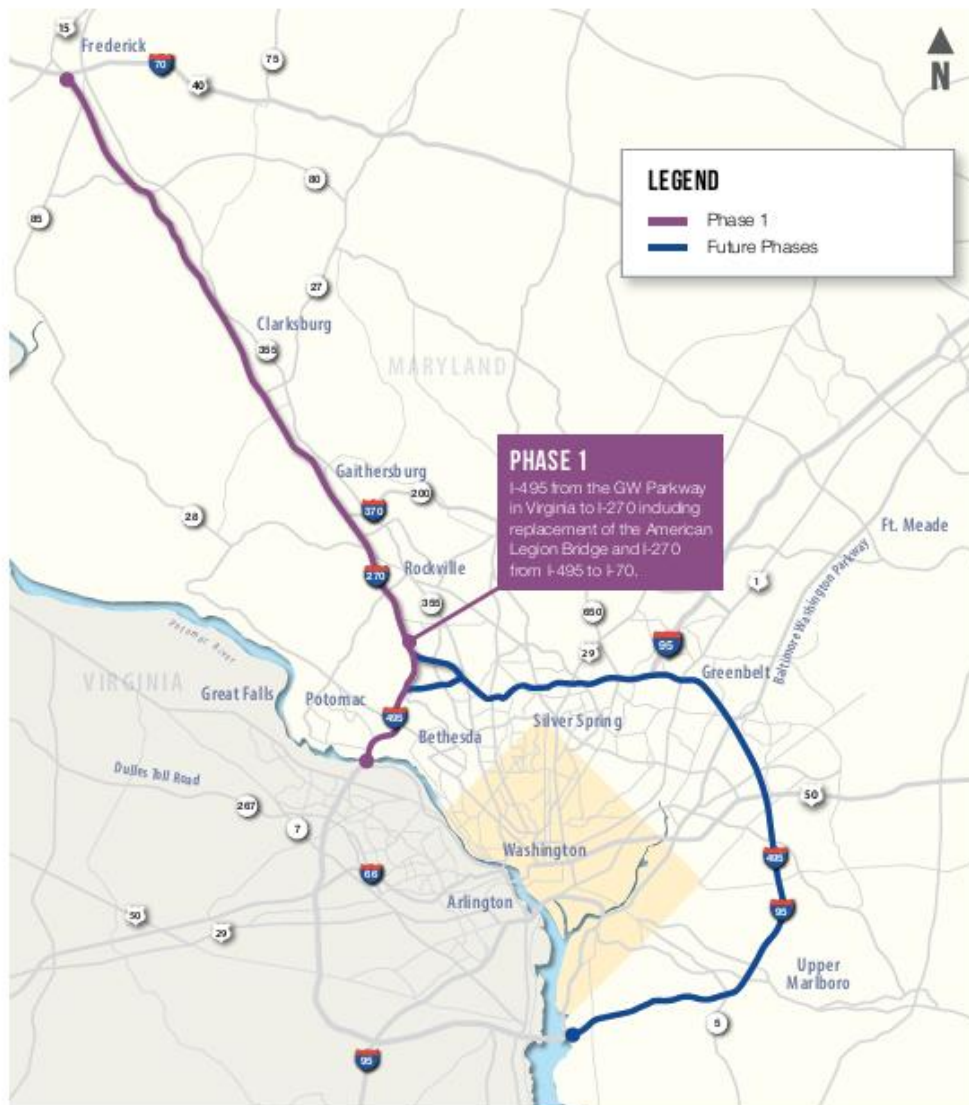 15
Frederick
70
75
40
N
LEGEND
Phase 1
Future Phases
80
85
27
Clarksburg
355
MARYLAND
PHASE 1
I-495 from the GW Parkway
in Virginia to I-270 including
replacement of the American
Legion Bridge and I-270
from I-495 to I-70.
Gaithersburg
200
370
28
Ft. Meade
270
Rockville
355
650
1
Baltimore Washington Parkway
29
95
Potomac River
VIRGINIA
Great Falls
Potomac
Greenbelt
495
Bethesda
Silver Spring
Dulles Toll Road
267
7
50
Washington
495
66
Arlington
95
50
29
Upper
Marlboro
5
95